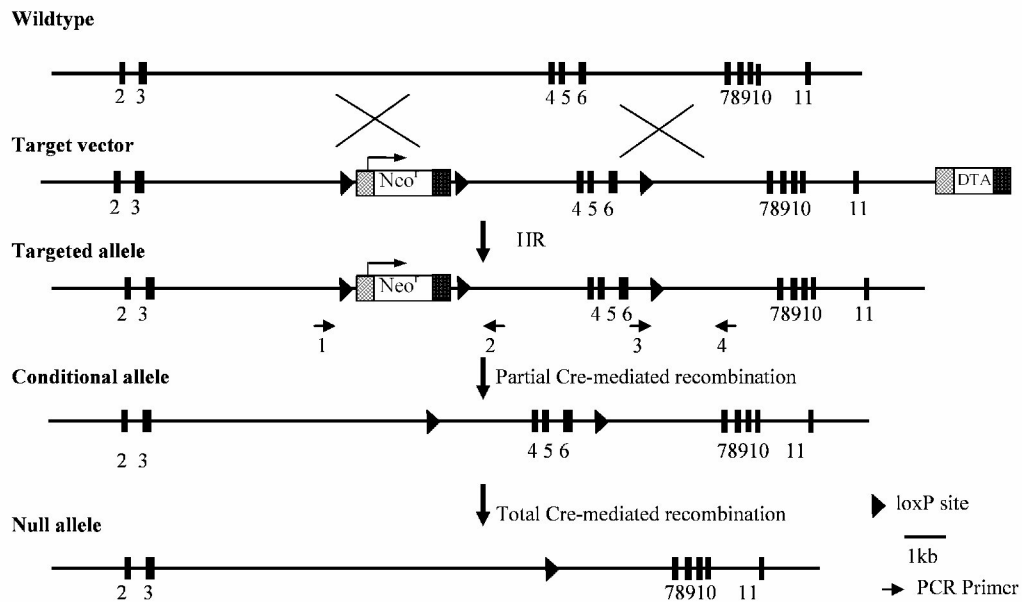 Wildtype
2 3 4 5 6 78910 11
Target vector
Neo r DTA
2 3 4 5 6 78910 11
HR
Targeted allele
Neo r
2 3 4 5 6 78910 11
1 2 3 4
Conditional allele
Partial Cre-mediated recombination
2 3 4 5 6 78910 11
Null allele
Total Cre-mediated recombination
loxP site
1kb
2 3 78910 11
PCR Primer